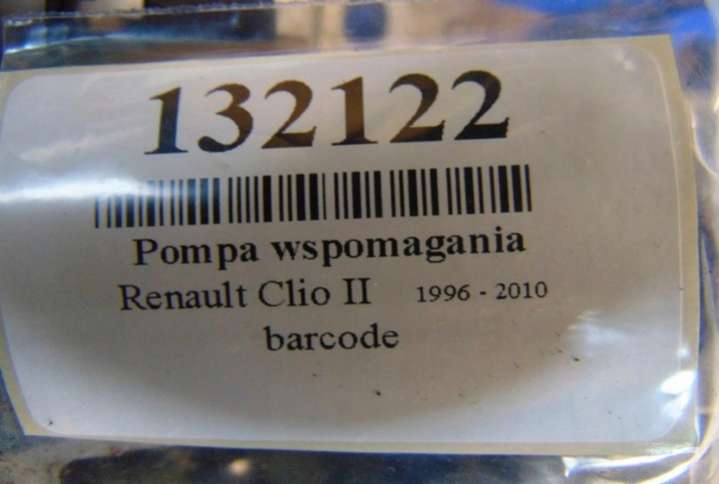 132122
Pompa wspomagania
Renault Clio II 1996 - 2010
barcode